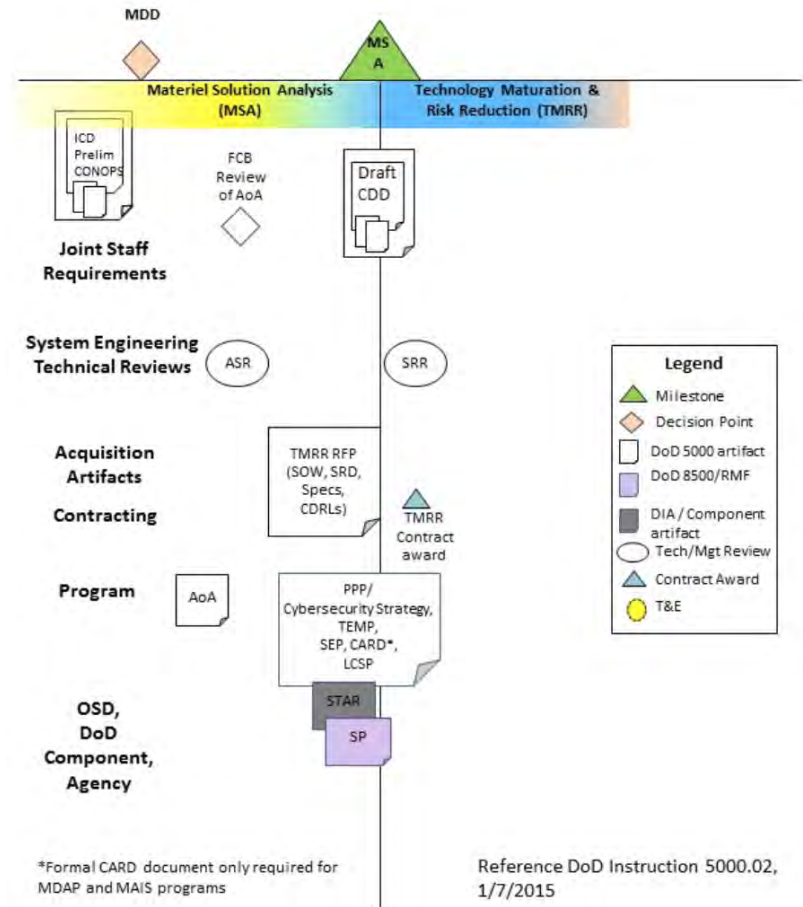 MDD
MS
A
Materiel Solution Analysis
(MSA)
Technology Maturation &
Risk Reduction (TMRR)
ICD
Prelim
CONOPS
FCB
Review
of AoA
Draft
CDD
Joint Staff
Requirements
System Engineering
Technical Reviews
ASR
SRR
Legend
Milestone
Decision Point
DoD 5000 artifact
DoD 8500/RMF
DIA / Component
artifact
Tech/Mgt Review
Contract Award
T&E
Acquisition
Artifacts
Contracting
TMRR RFP
(SOW, SRD,
Specs,
CDRLs)
TMRR
Contract
award
Program
AoA
PPP/
Cybersecurity Strategy,
TEMP,
SEP, CARD*,
LCSP
STAR
SP
OSD,
DoD
Component,
Agency
*Formal CARD document only required for
MDAP and MAIS programs
Reference DoD Instruction 5000.02,
1/7/2015